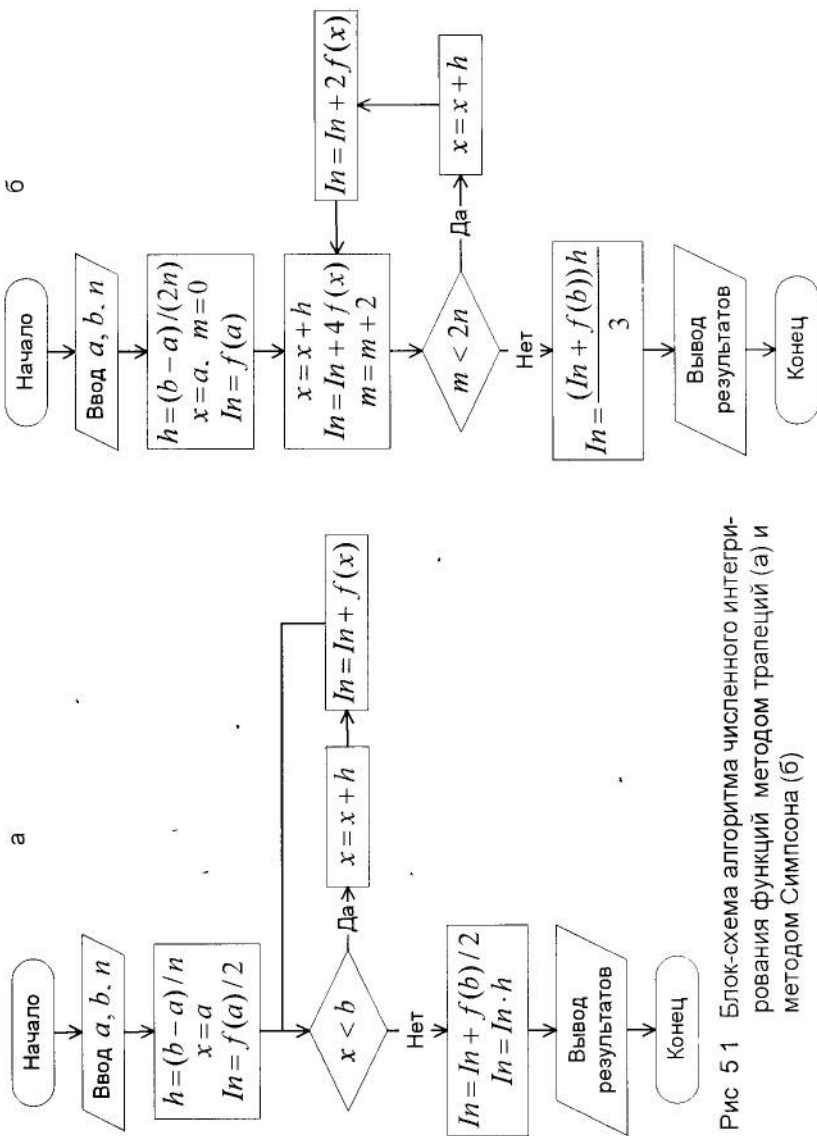 а
Начало
Ввод a, b. n
h = (b − a) / n
x = a
In = f(a) / 2
x < b
Да
x = x + h
In = In + f(x)
Нет
In = In + f(b) / 2
In = In · h
Вывод
результатов
Конец
б
Начало
Ввод a, b. n
h = (b − a) / (2n)
x = a. m = 0
In = f(a)
x = x + h
In = In + 4f(x)
m = m + 2
m < 2n
Да
x = x + h
In = In + 2f(x)
Нет
In = (In + f(b))h / 3
Вывод
результатов
Конец
Рис 5 1 Блок-схема алгоритма численного интегри-
рования функций методом трапеций (а) и
методом Симпсона (б)